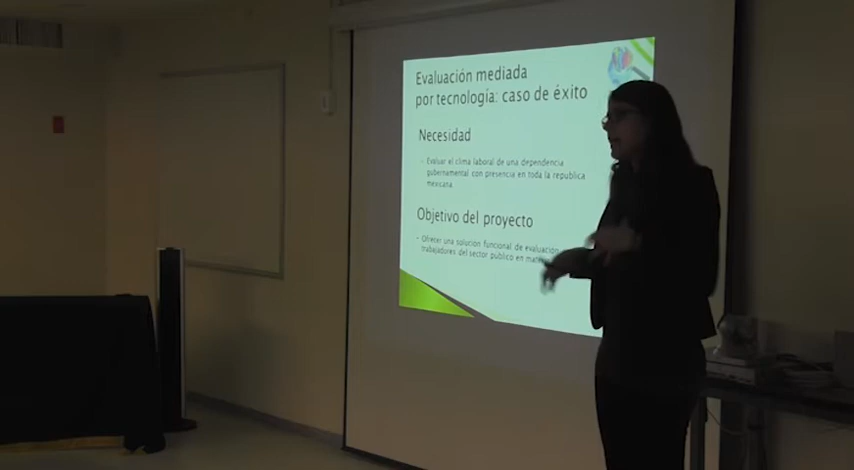 Evaluación mediada
por tecnología: caso de éxito
Necesidad
- Evaluar el clima laboral de una dependencia
gubernamental con presencia en toda la republica
mexicana
Objetivo del proyecto
- Ofrecer una solución funcional de evaluación
trabajadores del sector público en